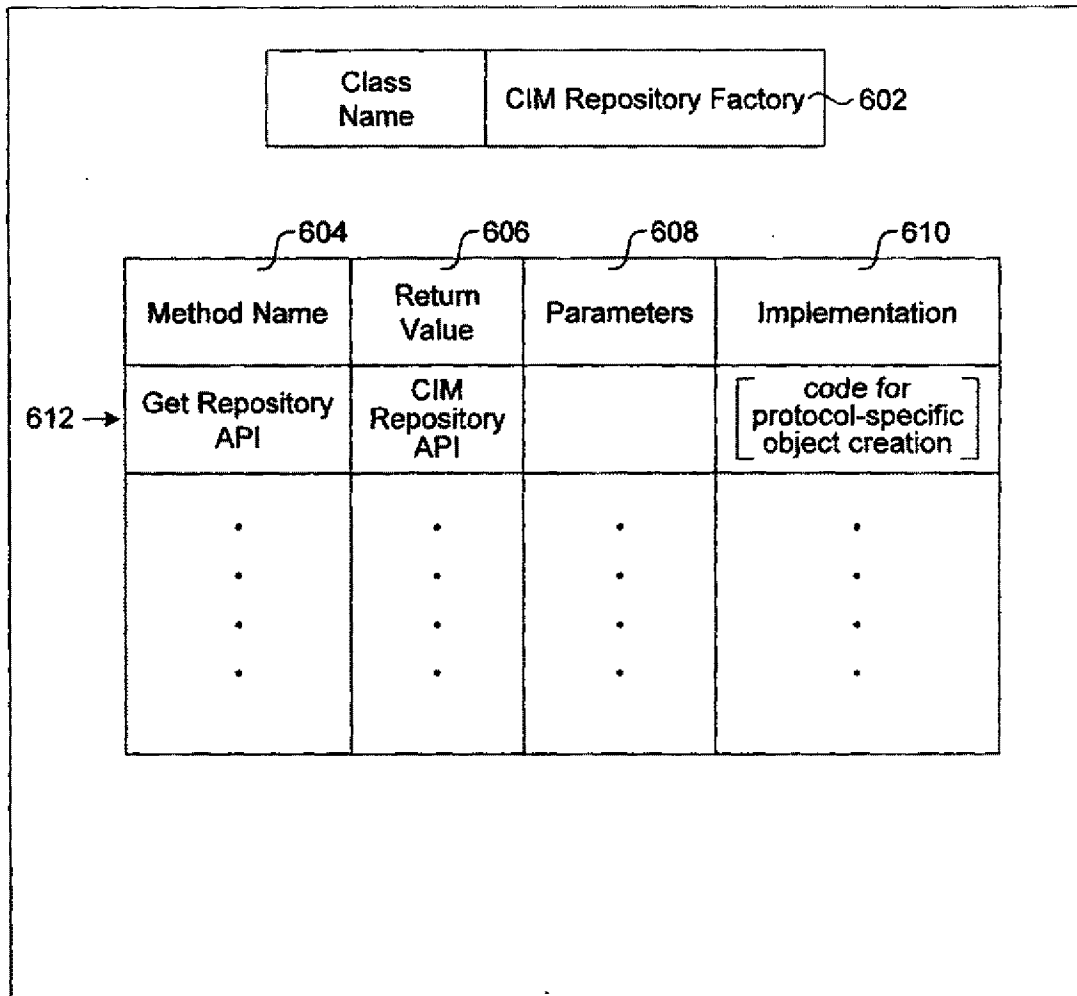 Class
Name
CIM Repository Factory
602
604
606
608
610
Method Name
Return
Value
Parameters
Implementation
612
Get Repository
API
CIM
Repository
API
code for
protocol-specific
object creation